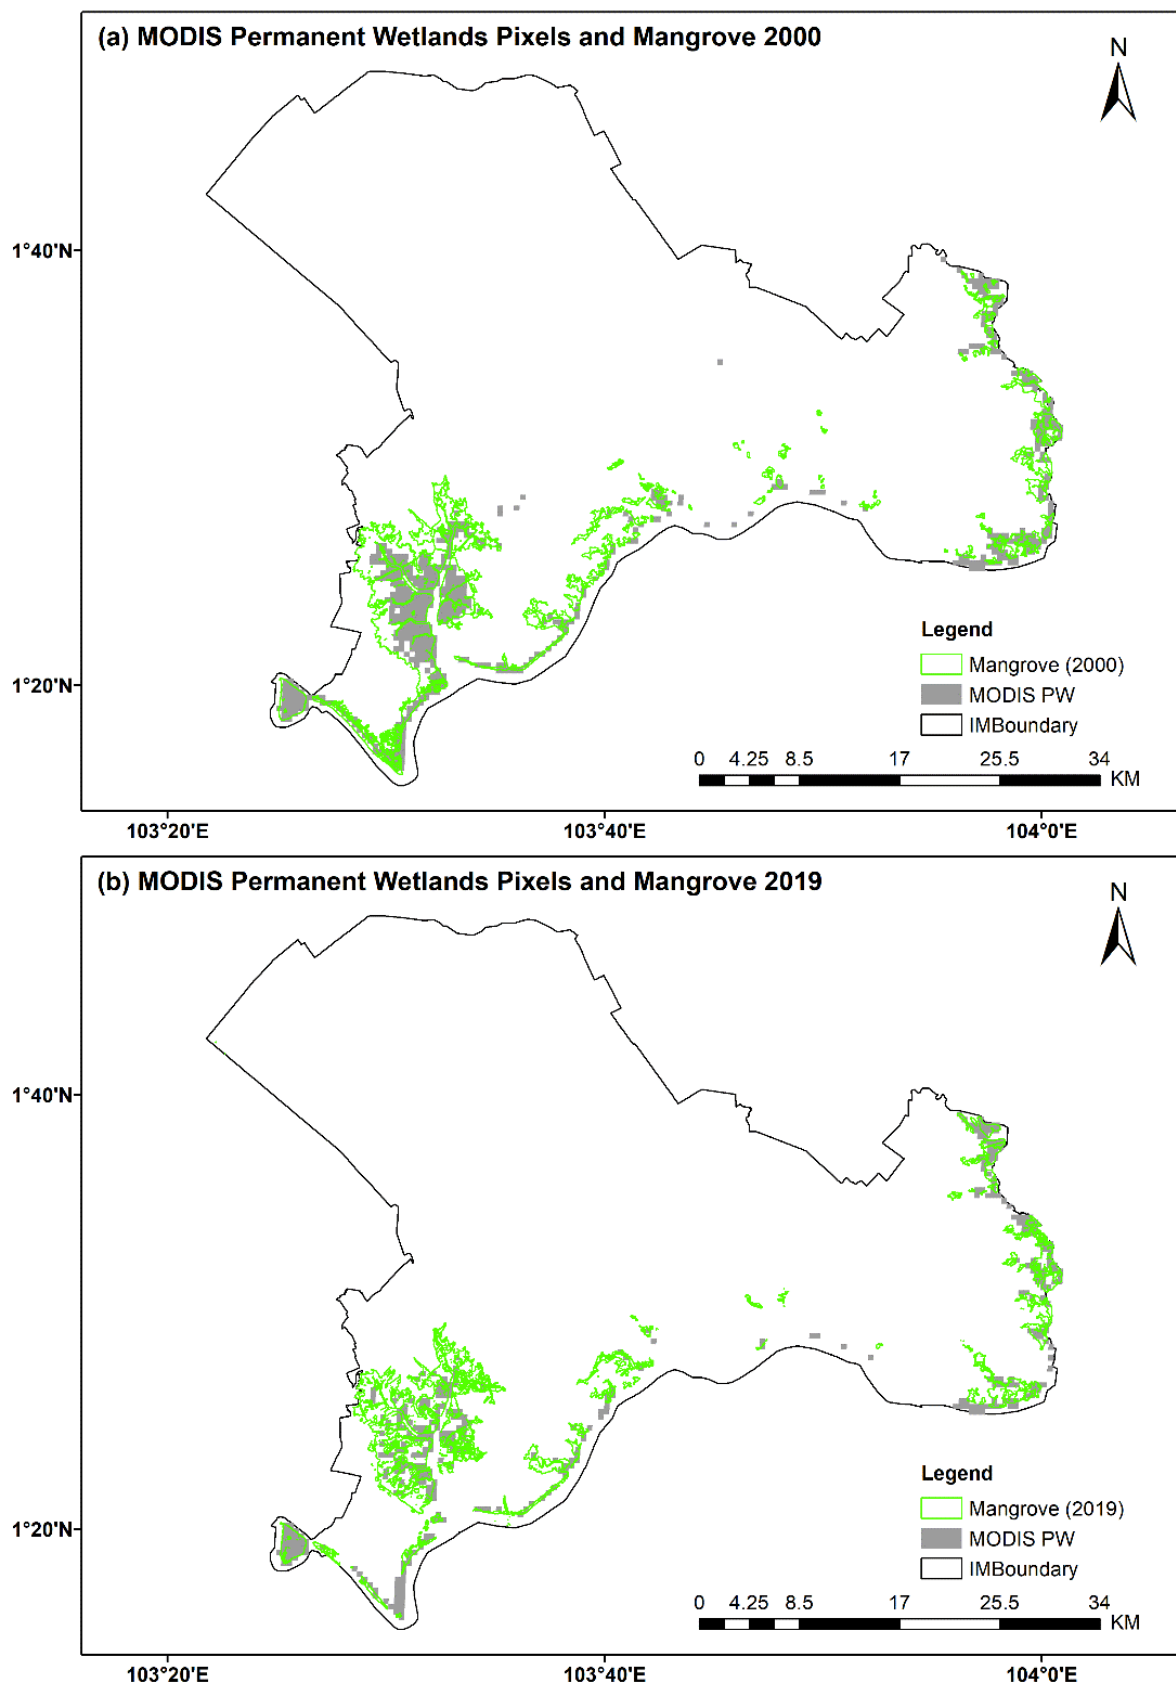 (a) MODIS Permanent Wetlands Pixels and Mangrove 2000
N
1°40'N
1°20'N
Legend
Mangrove (2000)
MODIS PW
IMBoundary
0 4.25 8.5 17 25.5 34
KM
103°20'E 103°40'E 104°0'E
(b) MODIS Permanent Wetlands Pixels and Mangrove 2019
N
1°40'N
1°20'N
Legend
Mangrove (2019)
MODIS PW
IMBoundary
0 4.25 8.5 17 25.5 34
KM
103°20'E 103°40'E 104°0'E